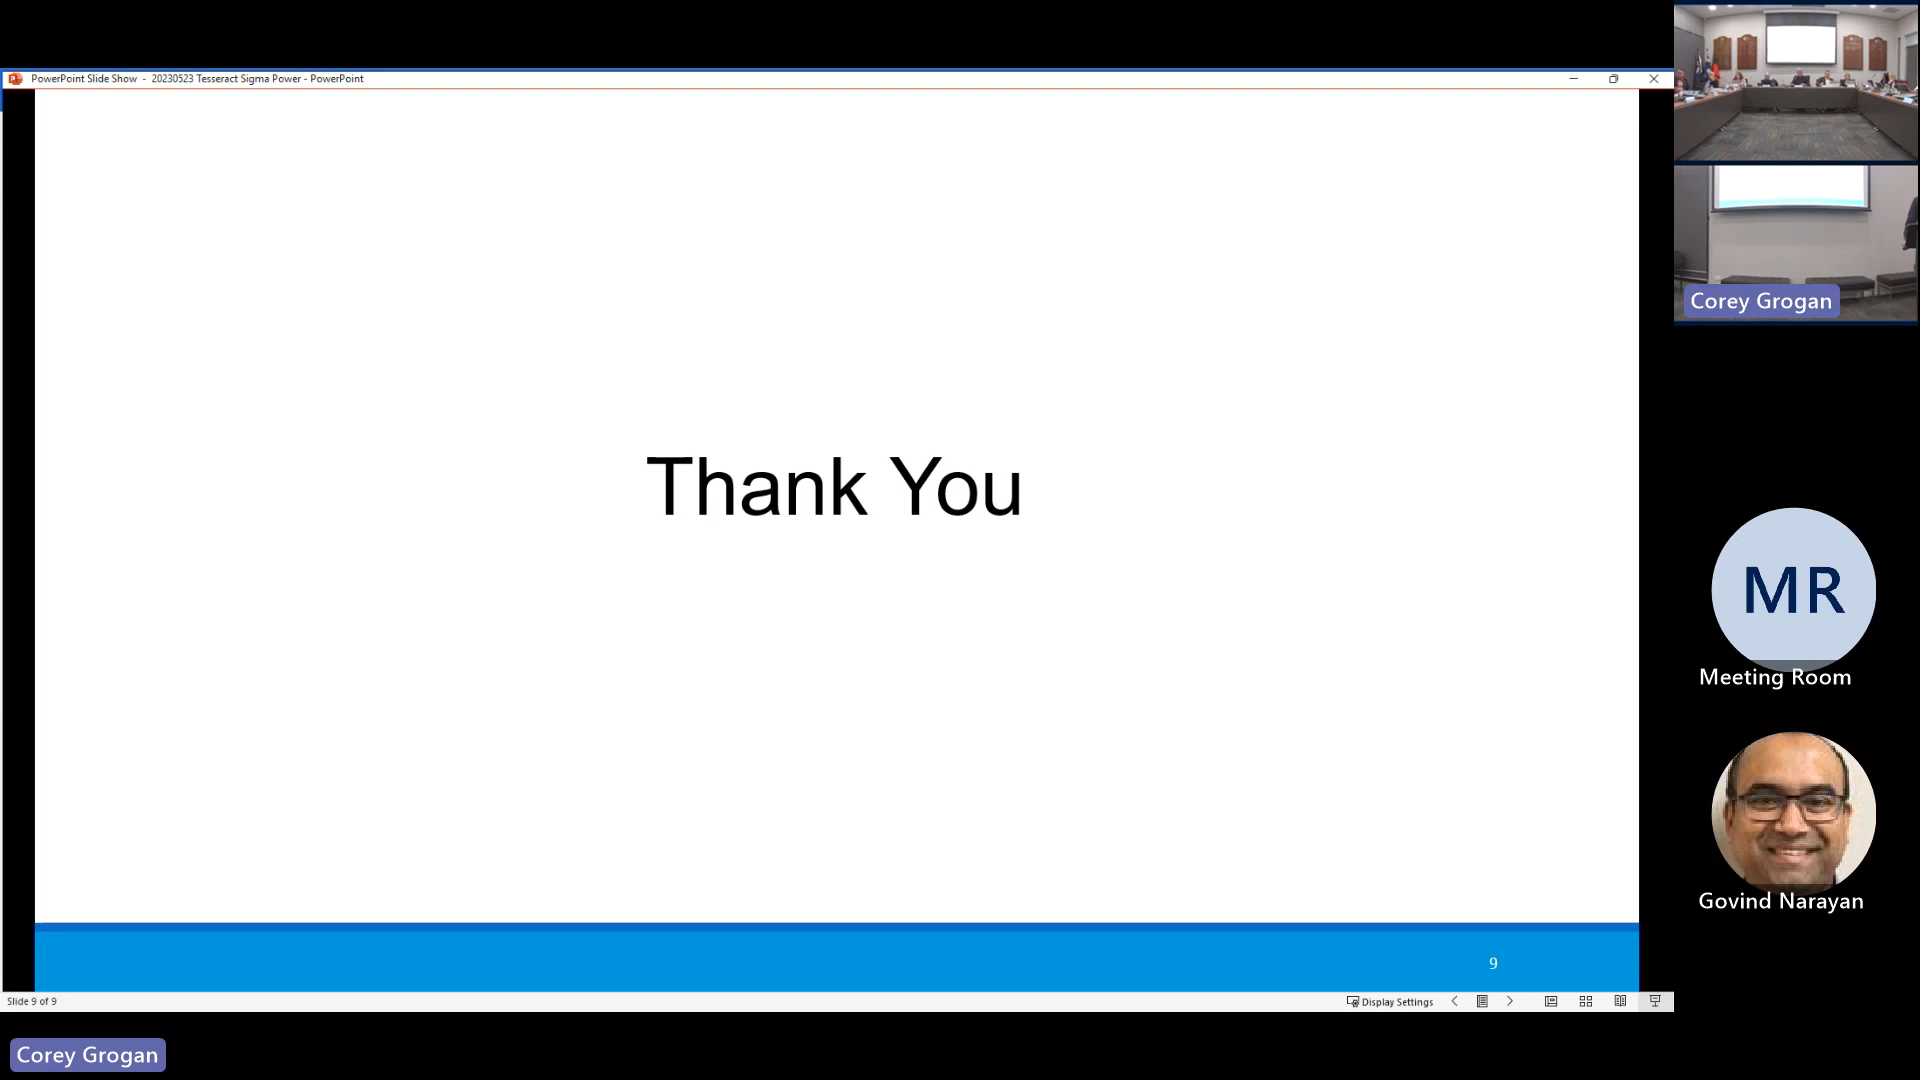 PowerPoint Slide Show - 20230523 Tesseract Sigma Power - PowerPoint
Thank You
9
Slide 9 of 9
Display Settings
Corey Grogan
Corey Grogan
MR
Meeting Room
Govind Narayan